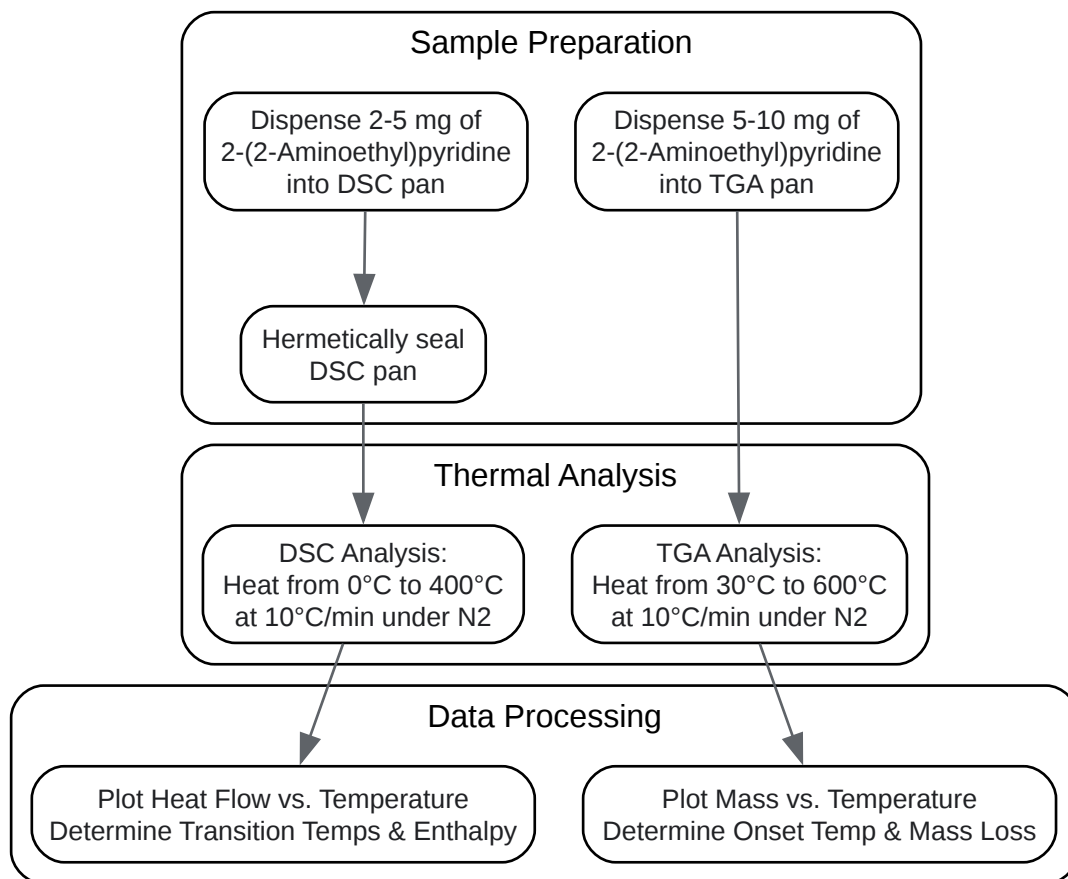 Sample Preparation
Dispense 2-5 mg of
2-(2-Aminoethyl)pyridine
into DSC pan
Dispense 5-10 mg of
2-(2-Aminoethyl)pyridine
into TGA pan
Hermetically seal
DSC pan
Thermal Analysis
DSC Analysis:
Heat from 0°C to 400°C
at 10°C/min under N2
TGA Analysis:
Heat from 30°C to 600°C
at 10°C/min under N2
Data Processing
Plot Heat Flow vs. Temperature
Determine Transition Temps & Enthalpy
Plot Mass vs. Temperature
Determine Onset Temp & Mass Loss